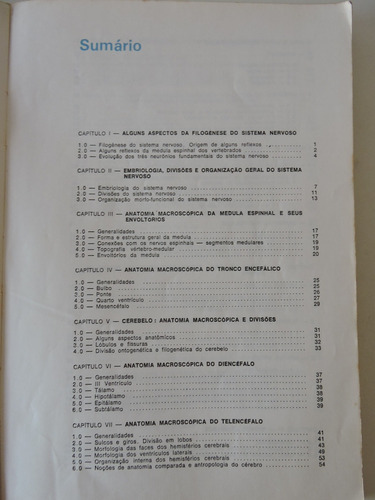 Sumário
CAPÍTULO I — ALGUNS ASPECTOS DA FILOGÊNESE DO SISTEMA NERVOSO
1.0 — Filogênese do sistema nervoso. Origem de alguns reflexos 1
2.0 — Alguns reflexos da medula espinhal dos vertebrados 2
3.0 — Evolução dos três neurônios fundamentais do sistema nervoso 4
CAPÍTULO II — EMBRIOLOGIA, DIVISÕES E ORGANIZAÇÃO GERAL DO SISTEMA
NERVOSO
1.0 — Embriologia do sistema nervoso 7
2.0 — Divisões do sistema nervoso 11
3.0 — Organização morfo-funcional do sistema nervoso 13
CAPÍTULO III — ANATOMIA MACROSCÓPICA DA MEDULA ESPINHAL E SEUS
ENVOLTÓRIOS
1.0 — Generalidades 17
2.0 — Forma e estrutura geral da medula 17
3.0 — Conexões com os nervos espinhais — segmentos medulares 19
4.0 — Topografia vértebro-medular 19
5.0 — Envoltórios da medula 20
CAPÍTULO IV — ANATOMIA MACROSCÓPICA DO TRONCO ENCEFÁLICO
1.0 — Generalidades 25
2.0 — Bulbo 25
3.0 — Ponte 26
4.0 — Quarto ventrículo 27
5.0 — Mesencéfalo 29
CAPÍTULO V — CEREBELO: ANATOMIA MACROSCÓPICA E DIVISÕES
1.0 — Generalidades 31
2.0 — Alguns aspectos anatômicos 31
3.0 — Lóbulos e fissuras 32
4.0 — Divisão ontogenética e filogenética do cerebelo 33
CAPÍTULO VI — ANATOMIA MACROSCÓPICA DO DIENCÉFALO
1.0 — Generalidades 37
2.0 — III Ventrículo 37
3.0 — Tálamo 38
4.0 — Hipotálamo 38
5.0 — Epitálamo 39
6.0 — Subtálamo 39
CAPÍTULO VII — ANATOMIA MACROSCÓPICA DO TELENCÉFALO
1.0 — Generalidades 41
2.0 — Sulcos e giros. Divisão em lobos 41
3.0 — Morfologia das faces dos hemisférios cerebrais 43
4.0 — Morfologia dos ventrículos laterais 49
5.0 — Organização interna dos hemisférios cerebrais 53
6.0 — Noções de anatomia comparada e antropologia do cérebro 54